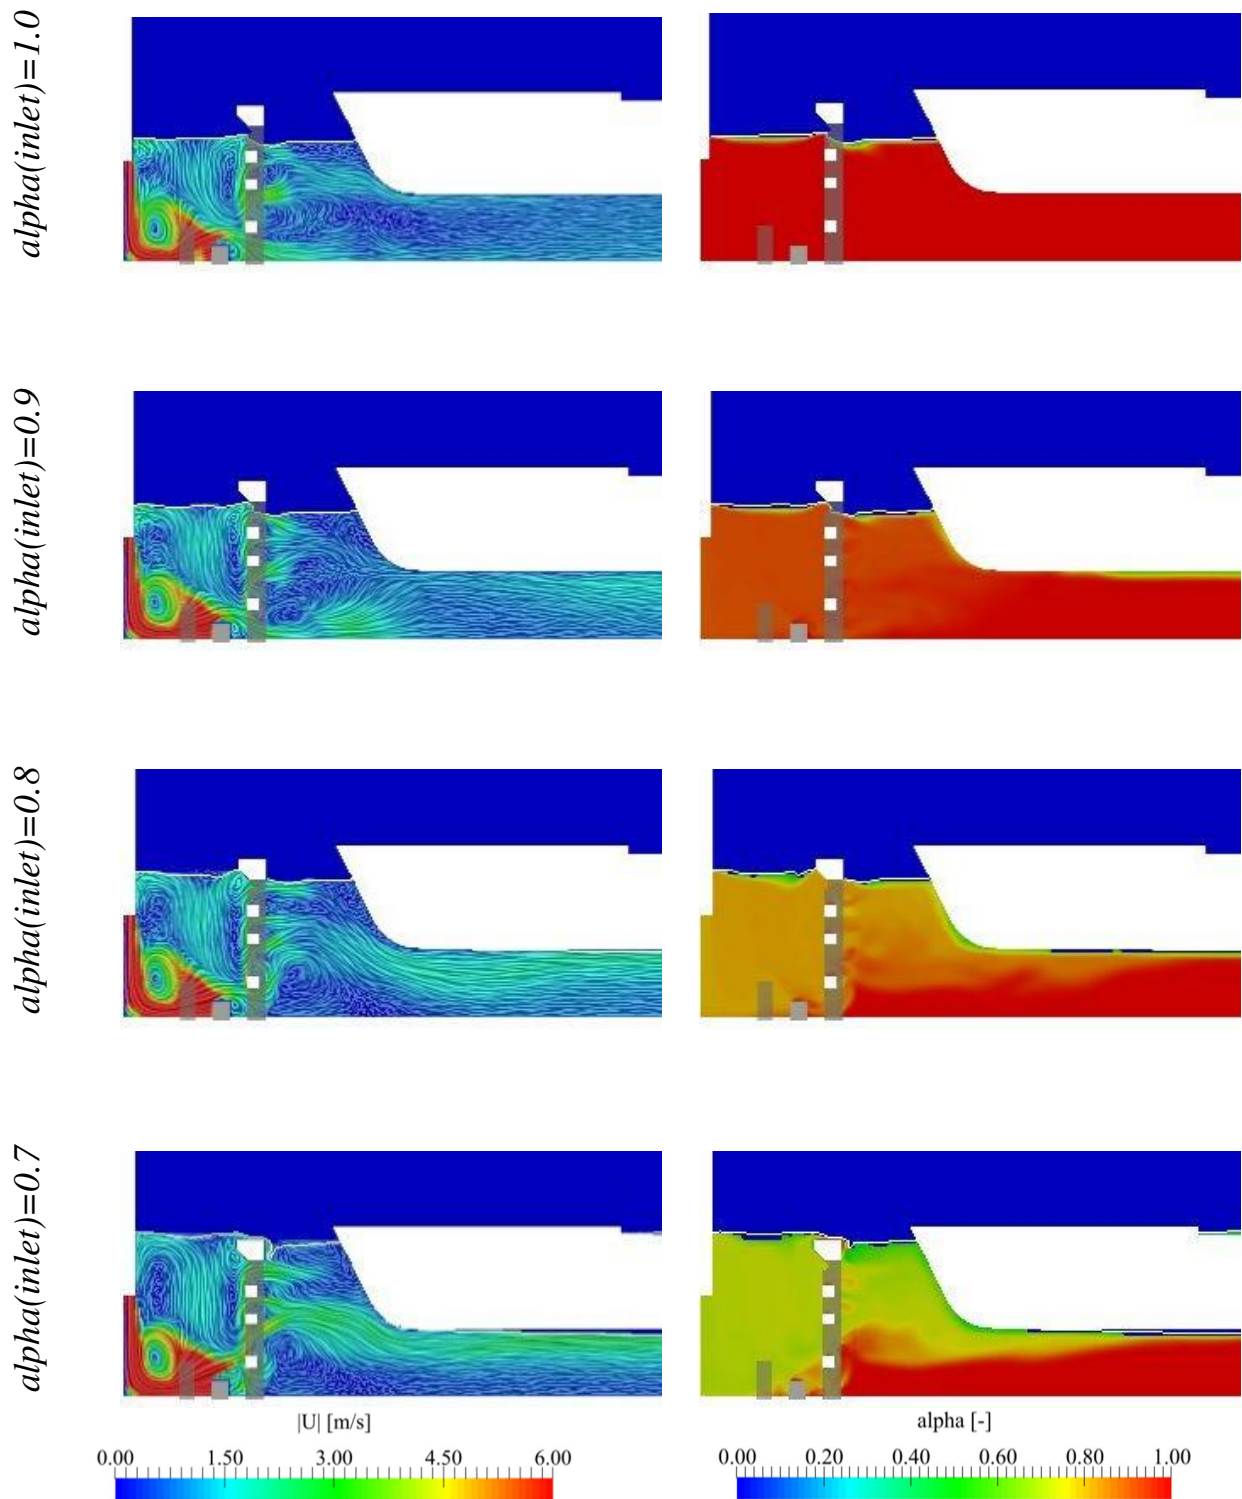 alpha(inlet)=1.0
alpha(inlet)=0.9
alpha(inlet)=0.8
alpha(inlet)=0.7
|U| [m/s]
0.00 1.50 3.00 4.50 6.00
alpha [-]
0.00 0.20 0.40 0.60 0.80 1.00